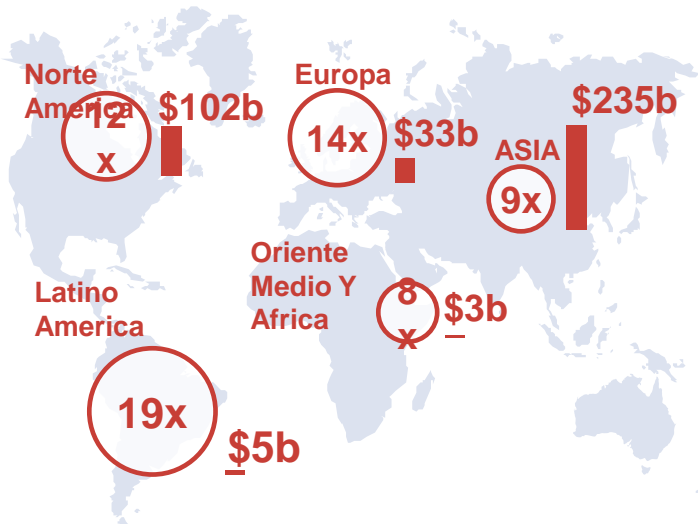 Norte
America
12
x
$102b
Europa
14x
$33b
ASIA
9x
$235b
Oriente
Medio Y
Africa
8
x
$3b
Latino
America
19x
$5b